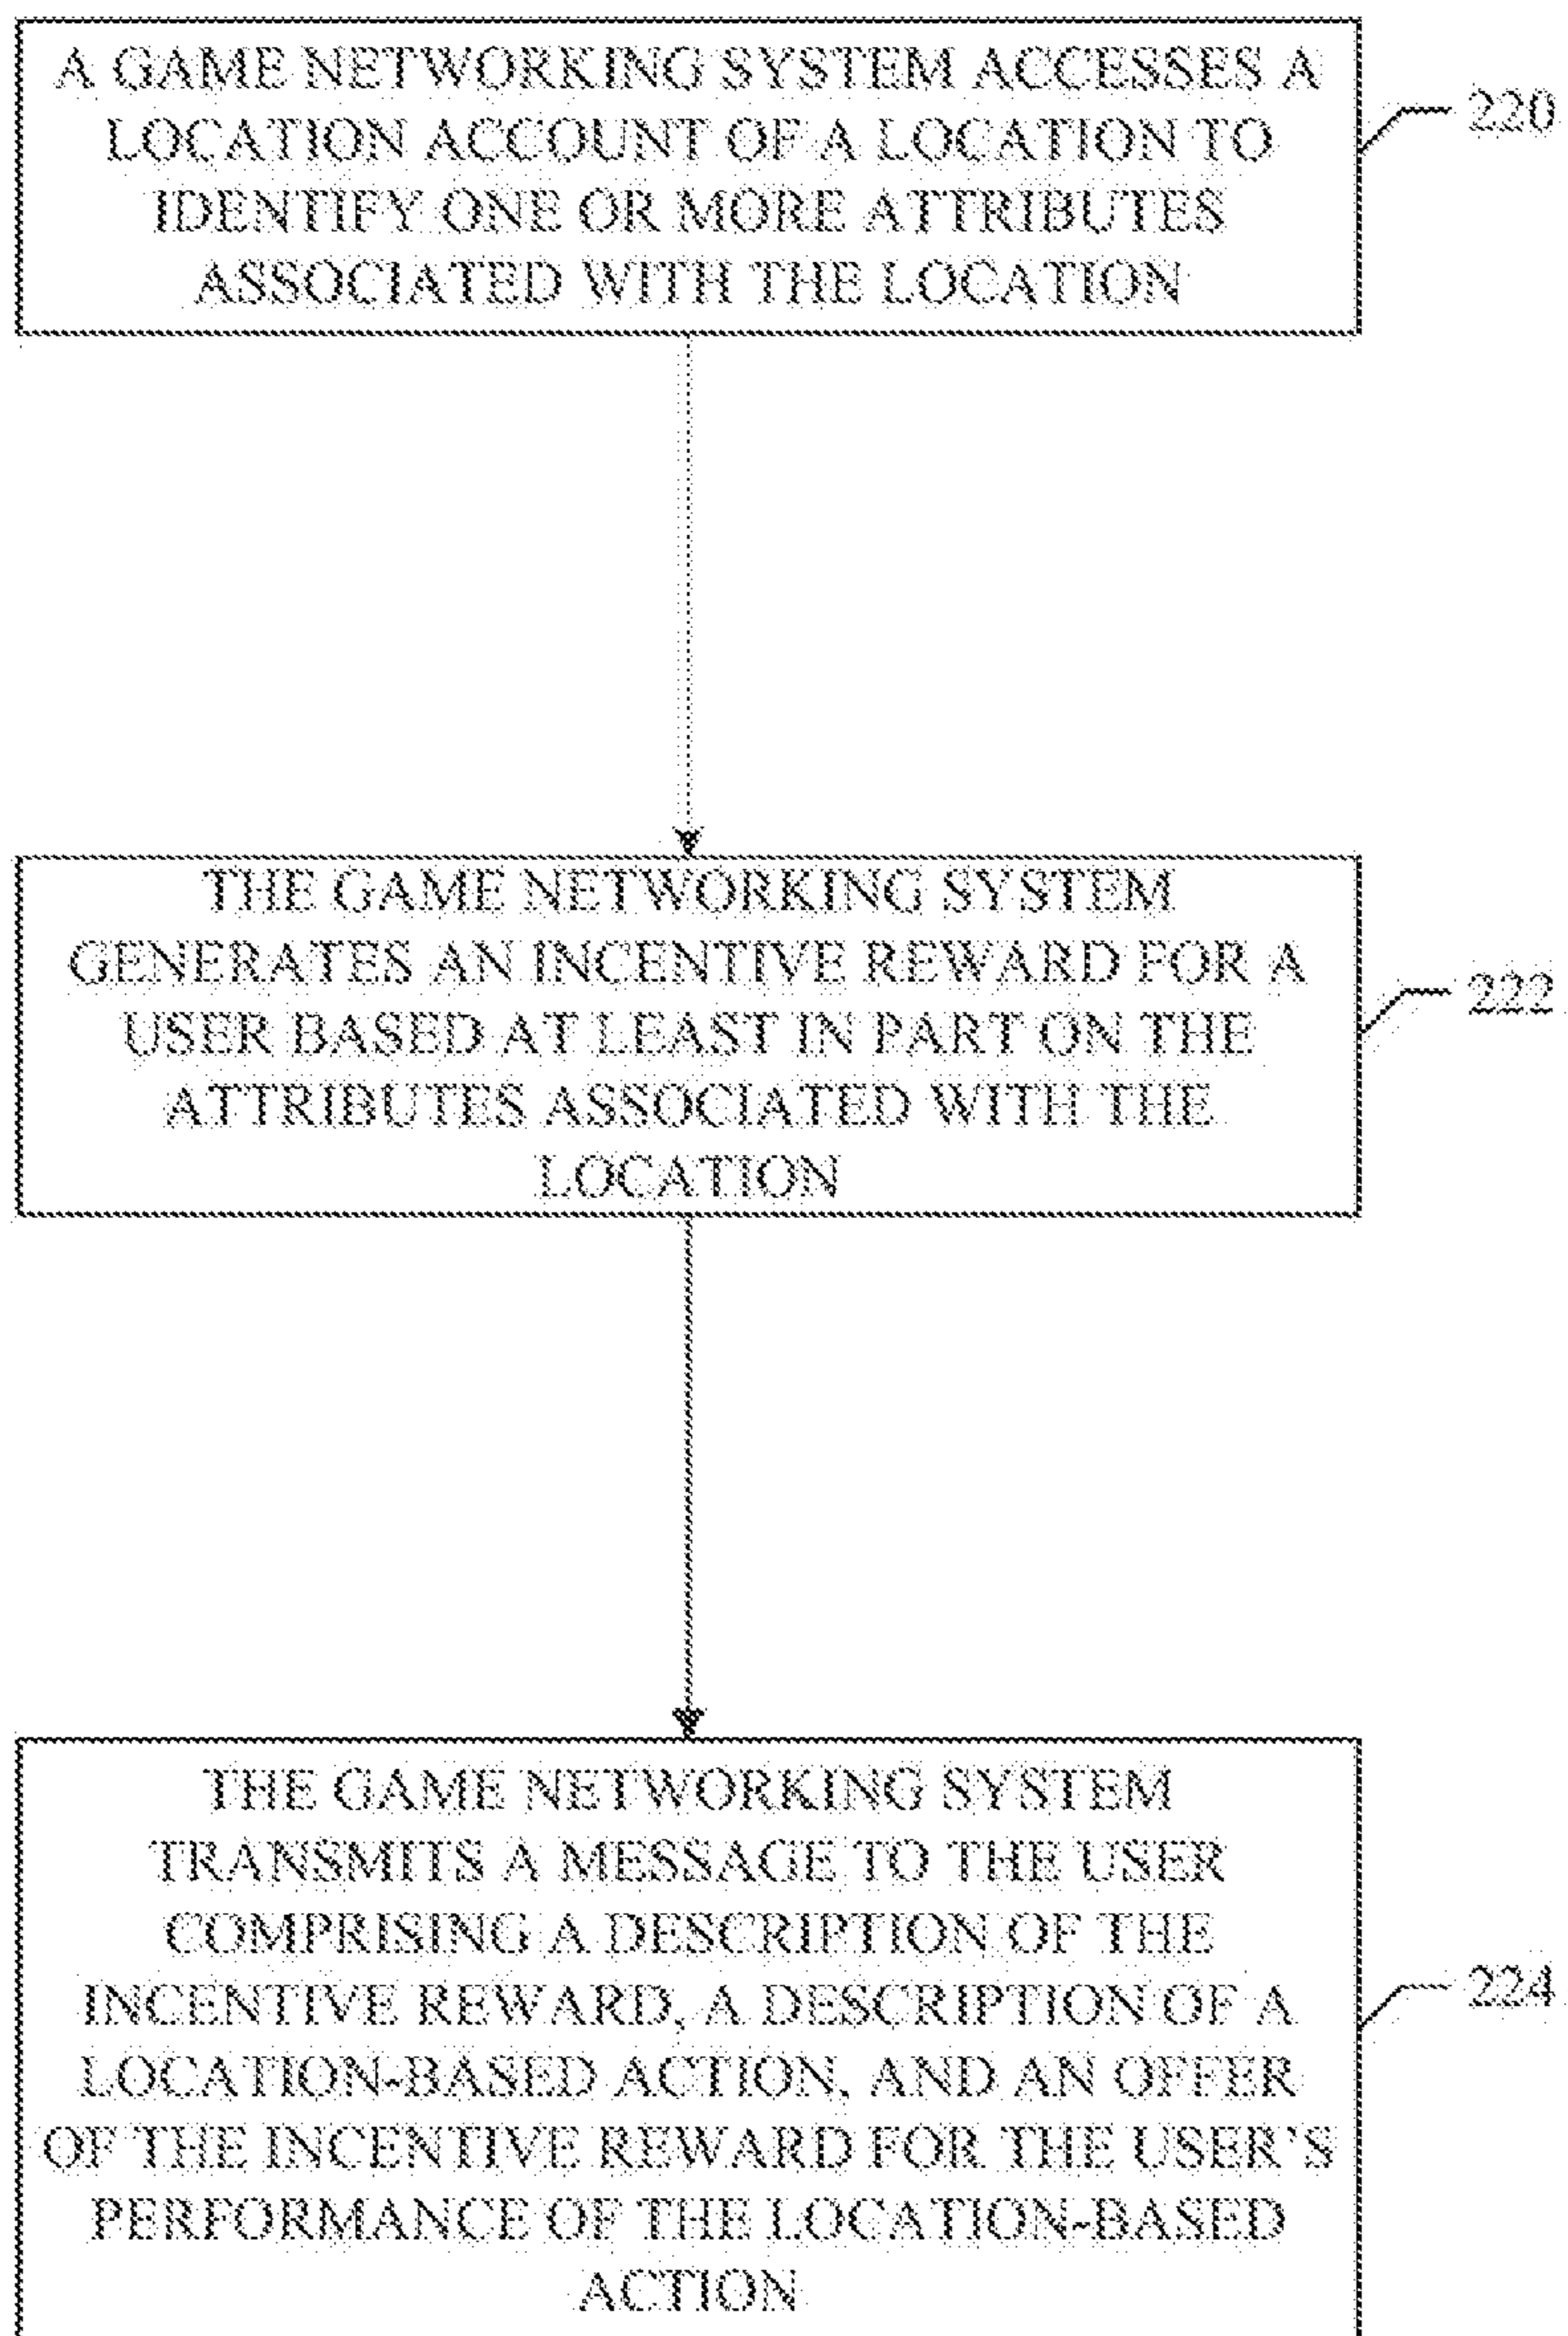 A GAME NETWORKING SYSTEM ACCESSES A
LOCATION ACCOUNT OF A LOCATION TO
IDENTIFY ONE OR MORE ATTRIBUTES
ASSOCIATED WITH THE LOCATION
220
THE GAME NETWORKING SYSTEM
GENERATES AN INCENTIVE REWARD FOR A
USER BASED AT LEAST IN PART ON THE
ATTRIBUTES ASSOCIATED WITH THE
LOCATION
222
THE GAME NETWORKING SYSTEM
TRANSMITS A MESSAGE TO THE USER
COMPRISING A DESCRIPTION OF THE
INCENTIVE REWARD, A DESCRIPTION OF A
LOCATION-BASED ACTION, AND AN OFFER
OF THE INCENTIVE REWARD FOR THE USER'S
PERFORMANCE OF THE LOCATION-BASED
ACTION
224